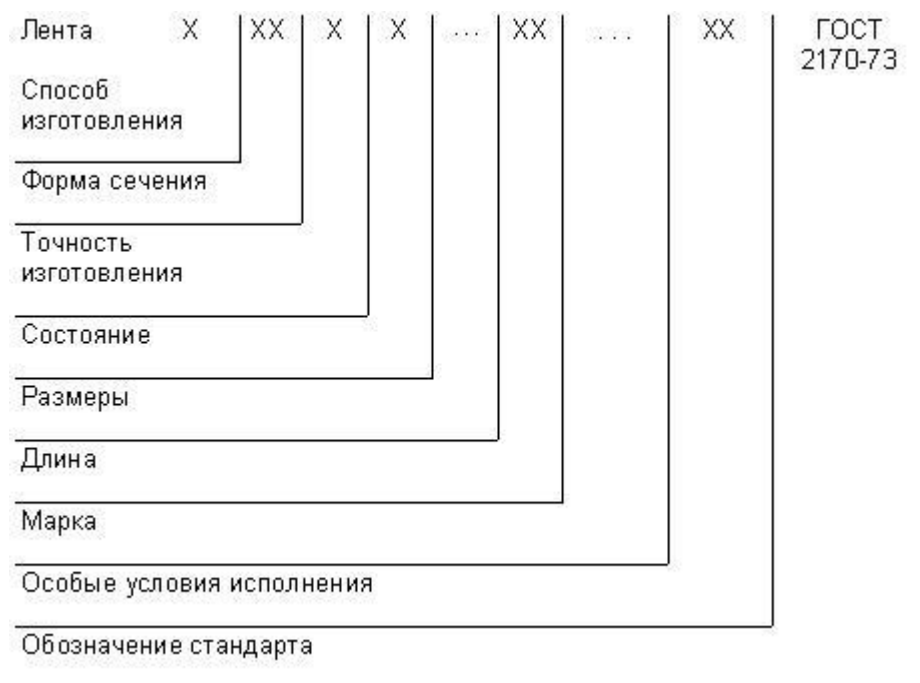 Лента X XX X X ... XX ... XX ГОСТ
2170-73
Способ
изготовления
Форма сечения
Точность
изготовления
Состояние
Размеры
Длина
Марка
Особые условия исполнения
Обозначение стандарта